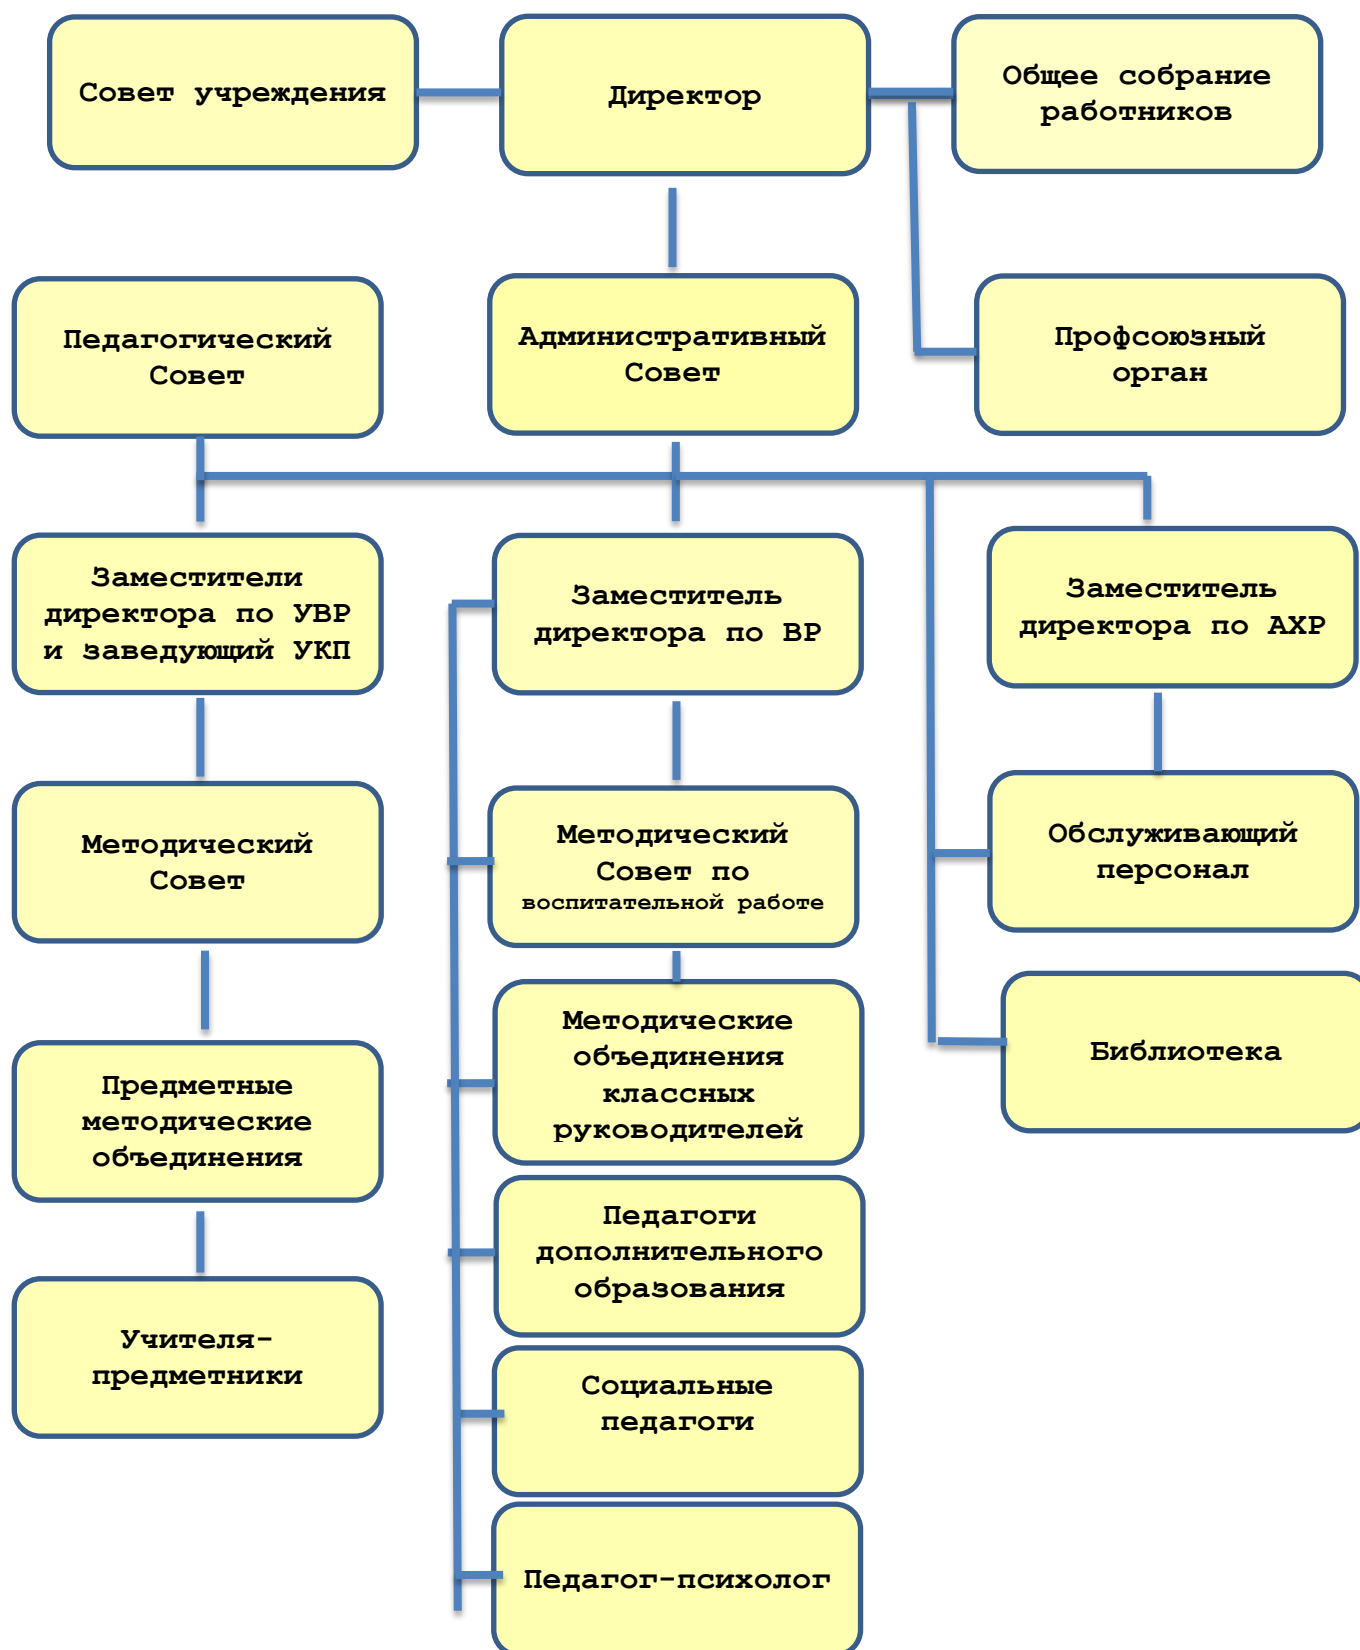 Совет учреждения
Директор
Общее собрание
работников
Педагогический
Совет
Административный
Совет
Профсоюзный
орган
Заместители
директора по УВР
и заведующий УКП
Заместитель
директора по ВР
Заместитель
директора по АХР
Методический
Совет
Методический
Совет по
воспитательной работе
Обслуживающий
персонал
Предметные
методические
объединения
Методические
объединения
классных
руководителей
Библиотека
Педагоги
дополнительного
образования
Учителя-
предметники
Социальные
педагоги
Педагог-психолог